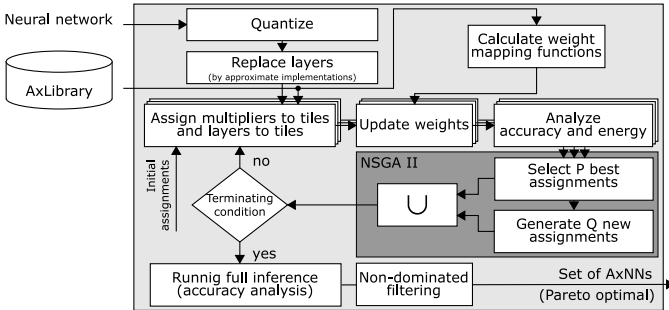 Neural network
Quantize
AxLibrary
Replace layers
(by approximate implementations)
Calculate weight
mapping functions
Assign multipliers to tiles
and layers to tiles
Update weights
Analyze
accuracy and energy
Initial
assignments
no
Terminating
condition
yes
NSGA II
Select P best
assignments
∪
Generate Q new
assignments
Runnig full inference
(accuracy analysis)
Non-dominated
filtering
Set of AxNNs
(Pareto optimal)